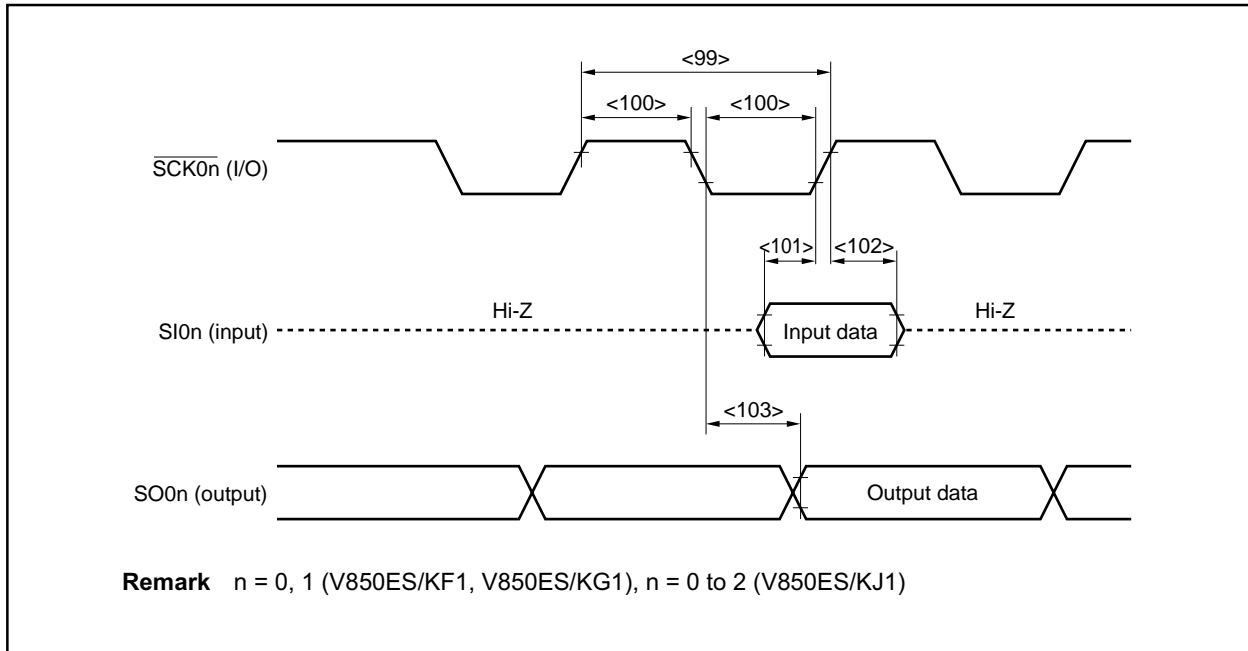 <99>
<100> <100>
SCK0n (I/O)
<101> <102>
Hi-Z Hi-Z
SI0n (input) Input data
<103>
SO0n (output) Output data
Remark n = 0, 1 (V850ES/KF1, V850ES/KG1), n = 0 to 2 (V850ES/KJ1)